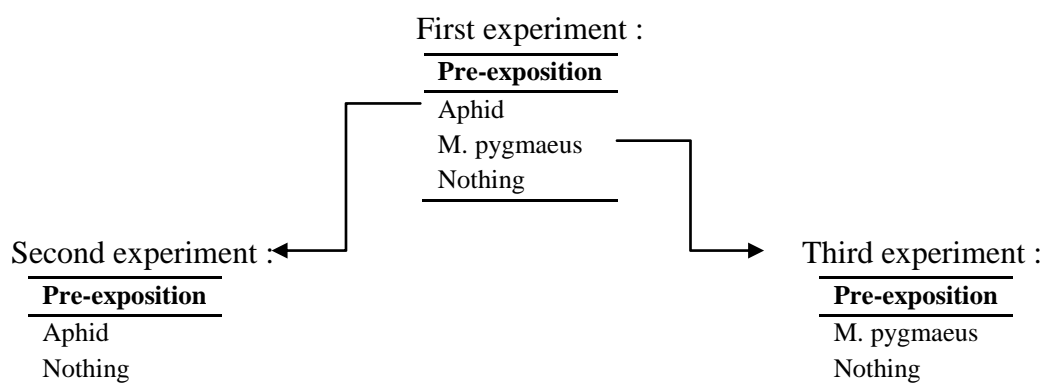 First experiment :
Pre-exposition
Aphid
M. pygmaeus
Nothing
Second experiment :
Pre-exposition
Aphid
Nothing
Third experiment :
Pre-exposition
M. pygmaeus
Nothing